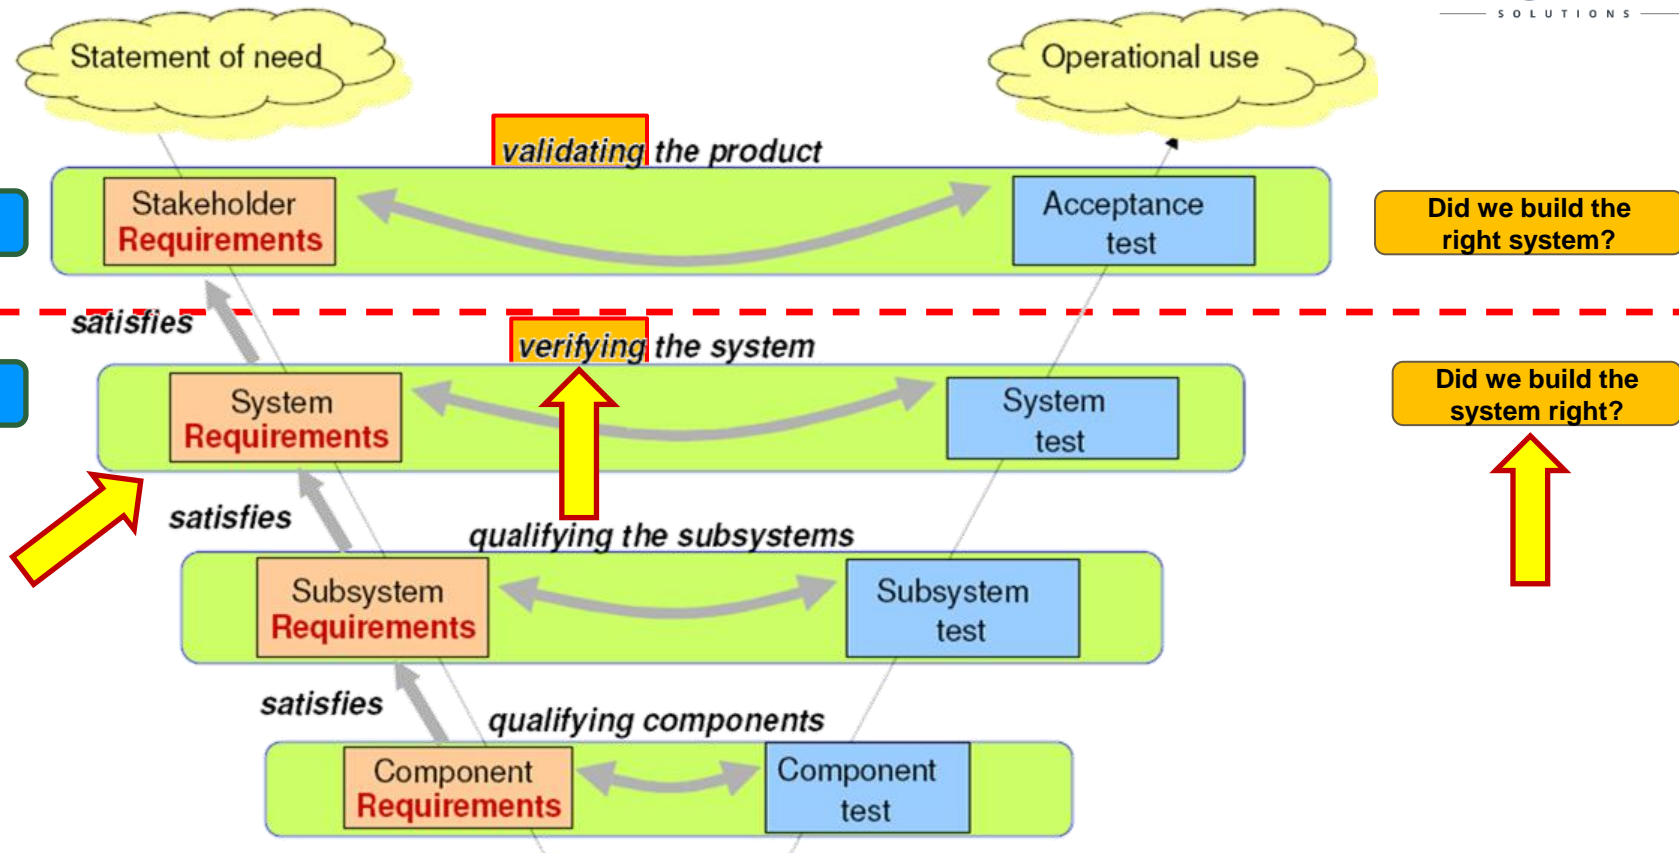 SOLUTIONS
Statement of need
Operational use
validating the product
Stakeholder
Requirements
Acceptance
test
Did we build the
right system?
satisfies
verifying the system
System
Requirements
System
test
Did we build the
system right?
satisfies
qualifying the subsystems
Subsystem
Requirements
Subsystem
test
satisfies
qualifying components
Component
Requirements
Component
test